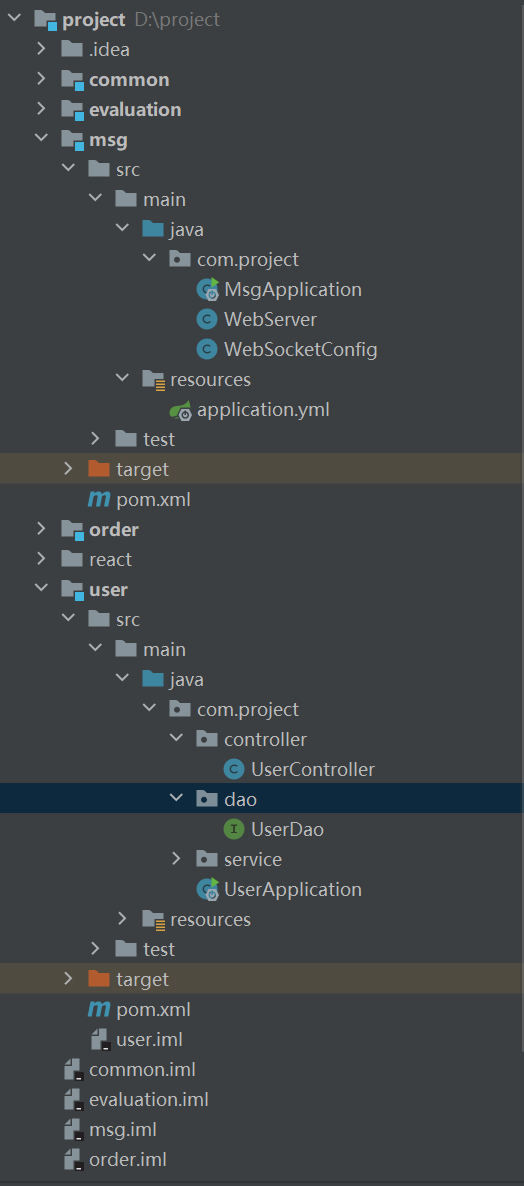 project D:\project
.idea
common
evaluation
msg
src
main
java
com.project
MsgApplication
WebServer
WebSocketConfig
resources
application.yml
test
target
pom.xml
order
react
user
src
main
java
com.project
controller
UserController
dao
UserDao
service
UserApplication
resources
test
target
pom.xml
user.iml
common.iml
evaluation.iml
msg.iml
order.iml